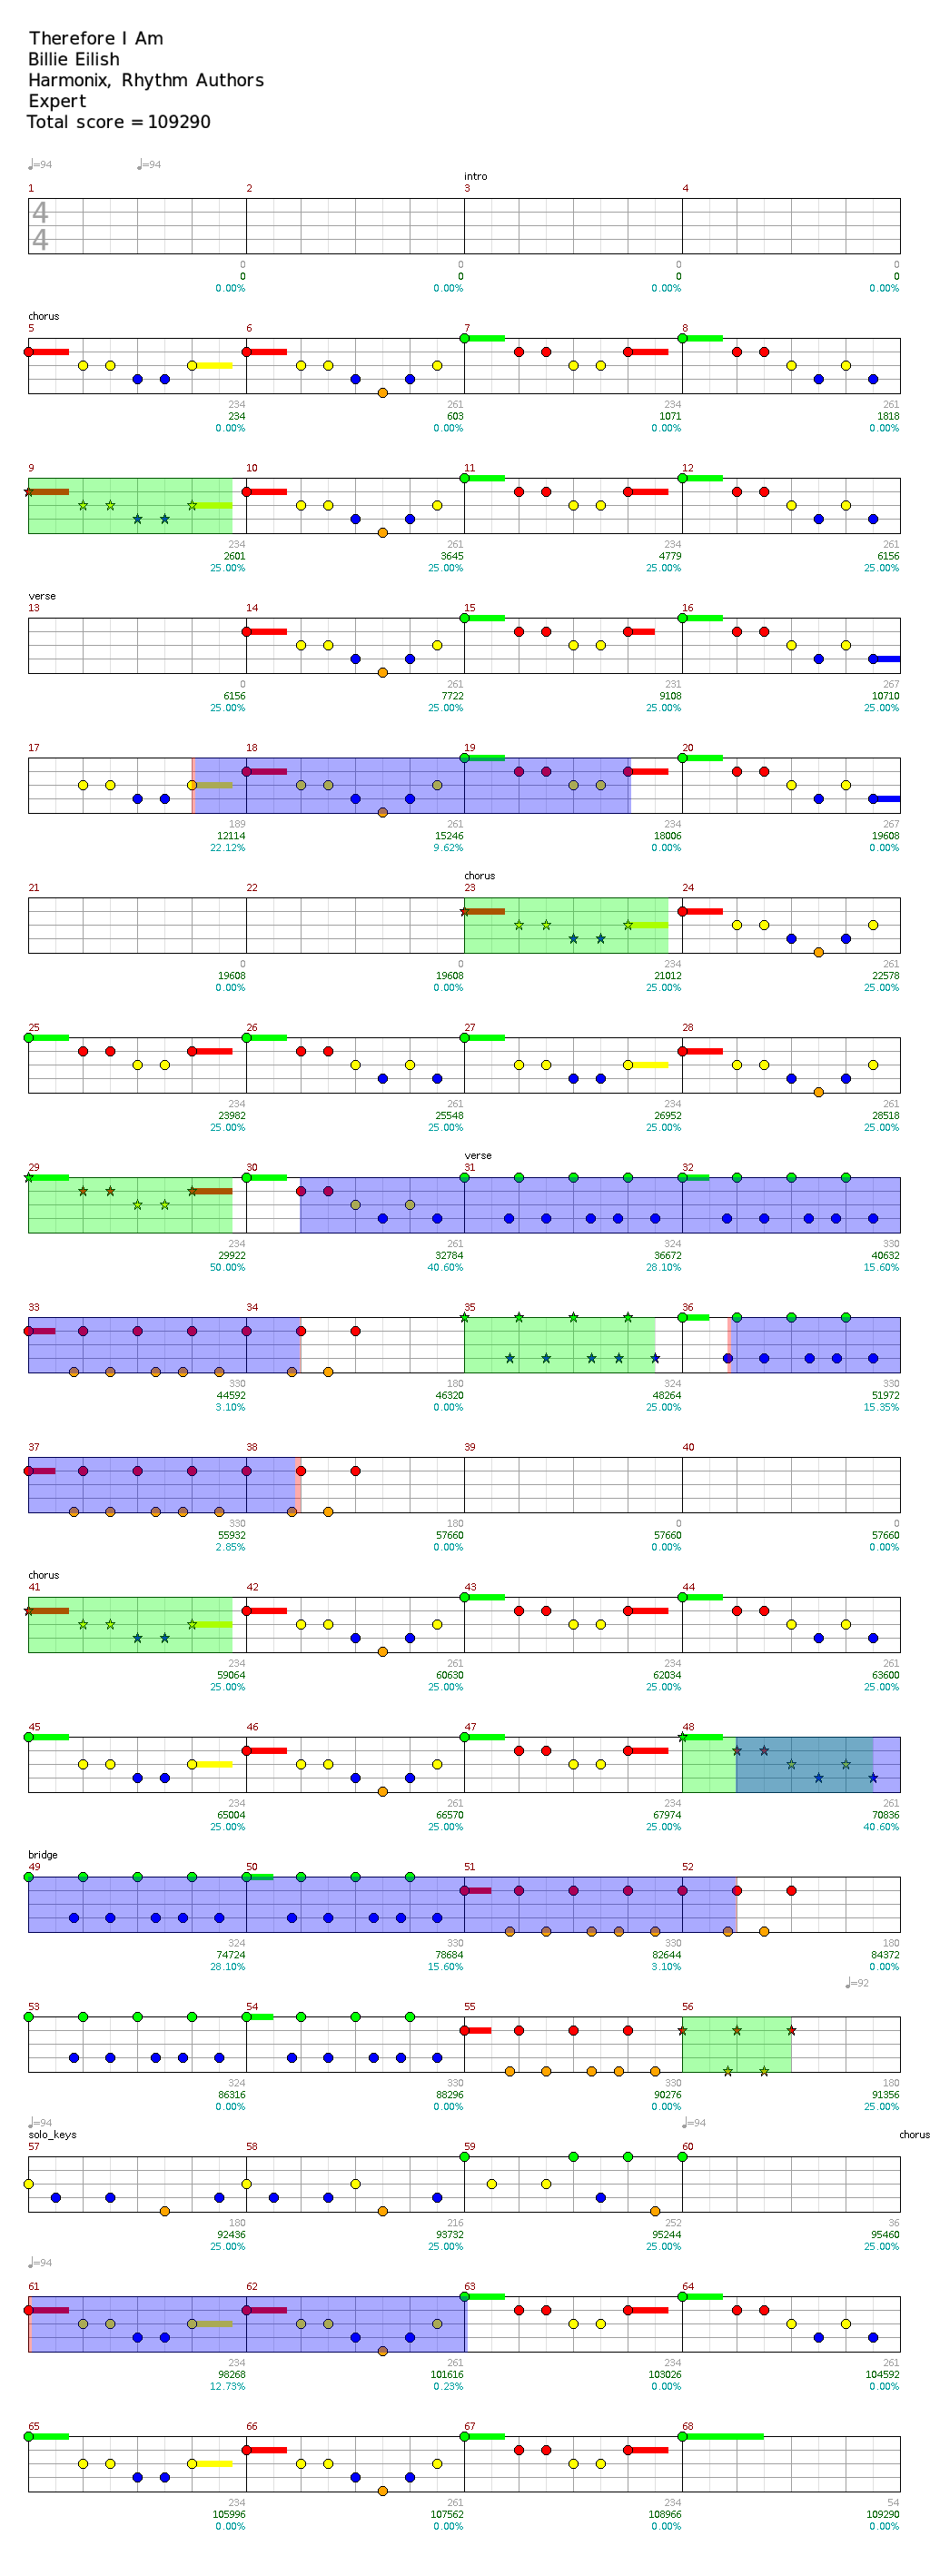 Therefore I Am
Billie Eilish
Harmonix, Rhythm Authors
Expert
Total score = 109290
♩=94 ♩=94
intro
1 2 3 4
4
4
0 0 0 0
0 0 0 0
0.00% 0.00% 0.00% 0.00%
chorus
5 6 7 8
234 261 234 261
234 603 1071 1818
0.00% 0.00% 0.00% 0.00%
9 10 11 12
234 261 234 261
2601 3645 4779 6156
25.00% 25.00% 25.00% 25.00%
verse
13 14 15 16
0 261 231 267
6156 7722 9108 10710
25.00% 25.00% 25.00% 25.00%
17 18 19 20
189 261 234 267
12114 15246 18006 19608
22.12% 9.62% 0.00% 0.00%
chorus
21 22 23 24
0 0 234 261
19608 19608 21012 22578
0.00% 0.00% 25.00% 25.00%
25 26 27 28
234 261 234 261
23982 25548 26952 28518
25.00% 25.00% 25.00% 25.00%
verse
29 30 31 32
234 261 324 330
29922 32784 36672 40632
50.00% 40.60% 28.10% 15.60%
33 34 35 36
330 180 324 330
44592 46320 48264 51972
3.10% 0.00% 25.00% 15.35%
37 38 39 40
330 180 0 0
55932 57660 57660 57660
2.85% 0.00% 0.00% 0.00%
chorus
41 42 43 44
234 261 234 261
59064 60630 62034 63600
25.00% 25.00% 25.00% 25.00%
45 46 47 48
234 261 234 261
65004 66570 67974 70836
25.00% 25.00% 25.00% 40.60%
bridge
49 50 51 52
324 330 330 180
74724 78684 82644 84372
28.10% 15.60% 3.10% 0.00%
♩=92
53 54 55 56
324 330 330 180
86316 88296 90276 91356
0.00% 0.00% 0.00% 25.00%
♩=94 ♩=94
solo_keys chorus
57 58 59 60
180 216 252 36
92436 93732 95244 95460
25.00% 25.00% 25.00% 25.00%
♩=94
61 62 63 64
234 261 234 261
98268 101616 103026 104592
12.73% 0.23% 0.00% 0.00%
65 66 67 68
234 261 234 54
105996 107562 108966 109290
0.00% 0.00% 0.00% 0.00%